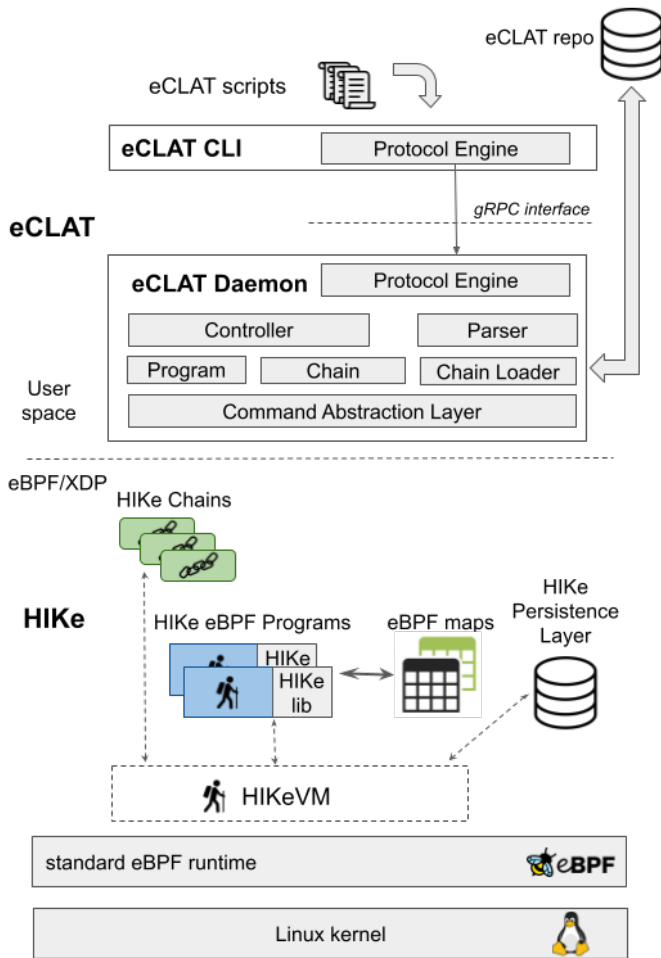 eCLAT repo
eCLAT scripts
eCLAT CLI
Protocol Engine
gRPC interface
eCLAT
eCLAT Daemon
Protocol Engine
Controller
Parser
Program
Chain
Chain Loader
User
space
Command Abstraction Layer
eBPF/XDP
HIKe Chains
HIKe
HIKe eBPF Programs
eBPF maps
HIKe
Persistence
Layer
HIKe
HIKe
lib
HIKeVM
standard eBPF runtime
eBPF
Linux kernel